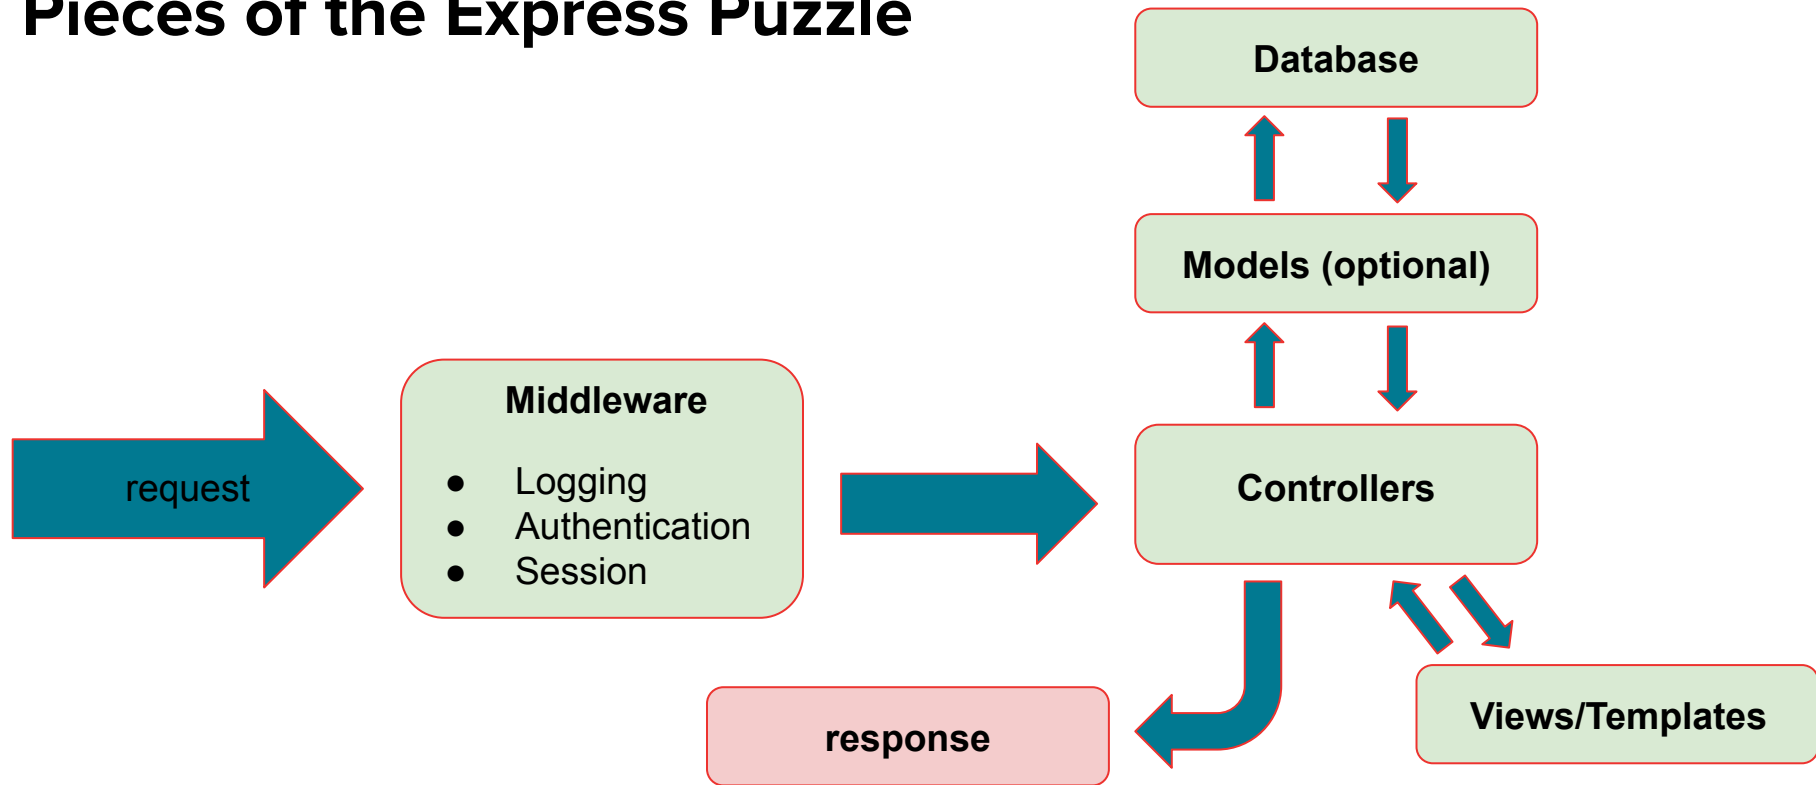 Pieces of the Express Puzzle
Database
Models (optional)
Middleware
● Logging
● Authentication
● Session
request
Controllers
Views/Templates
response